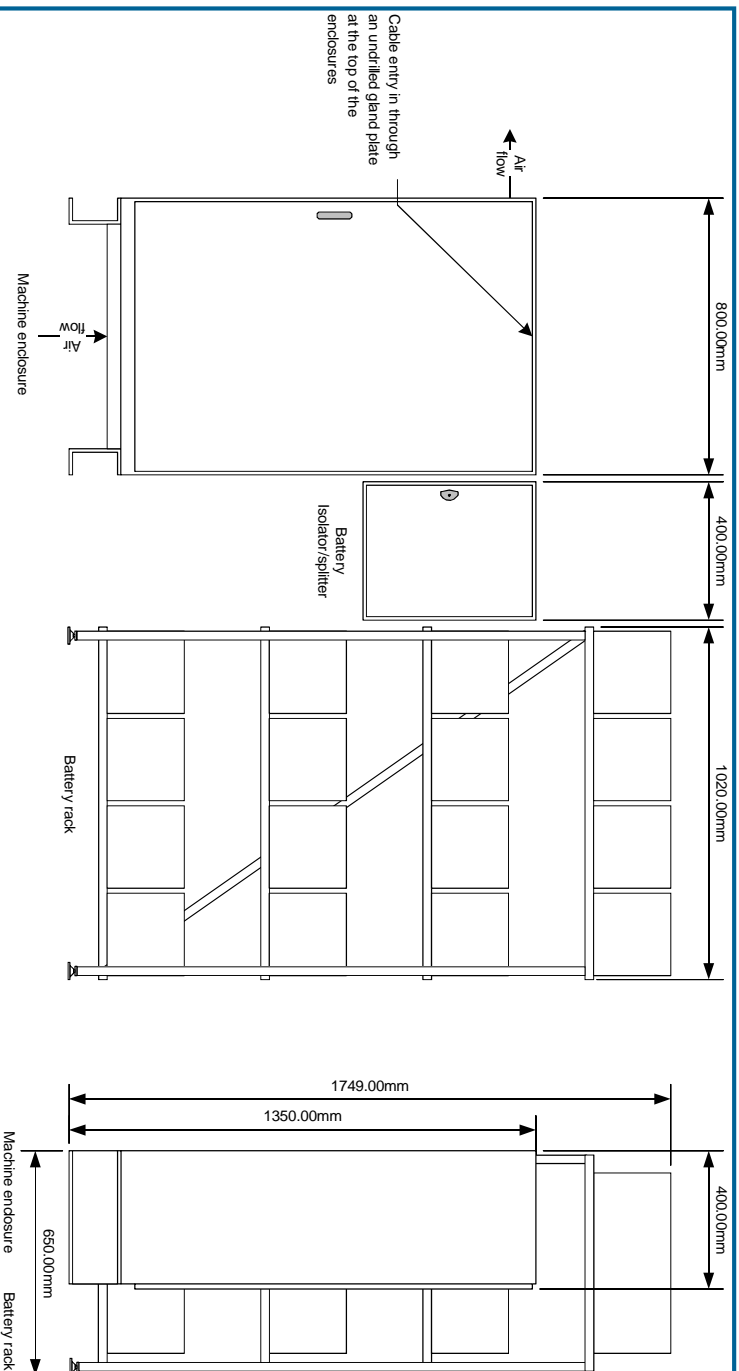 Cable entry in through
an undrilled gland plate
at the top of the
enclosures
Air
flow
800.00mm
400.00mm
1020.00mm
Air
flow
Machine enclosure
Battery
Isolator/splitter
Battery rack
1749.00mm
1350.00mm
400.00mm
650.00mm
Machine enclosure
Battery rack